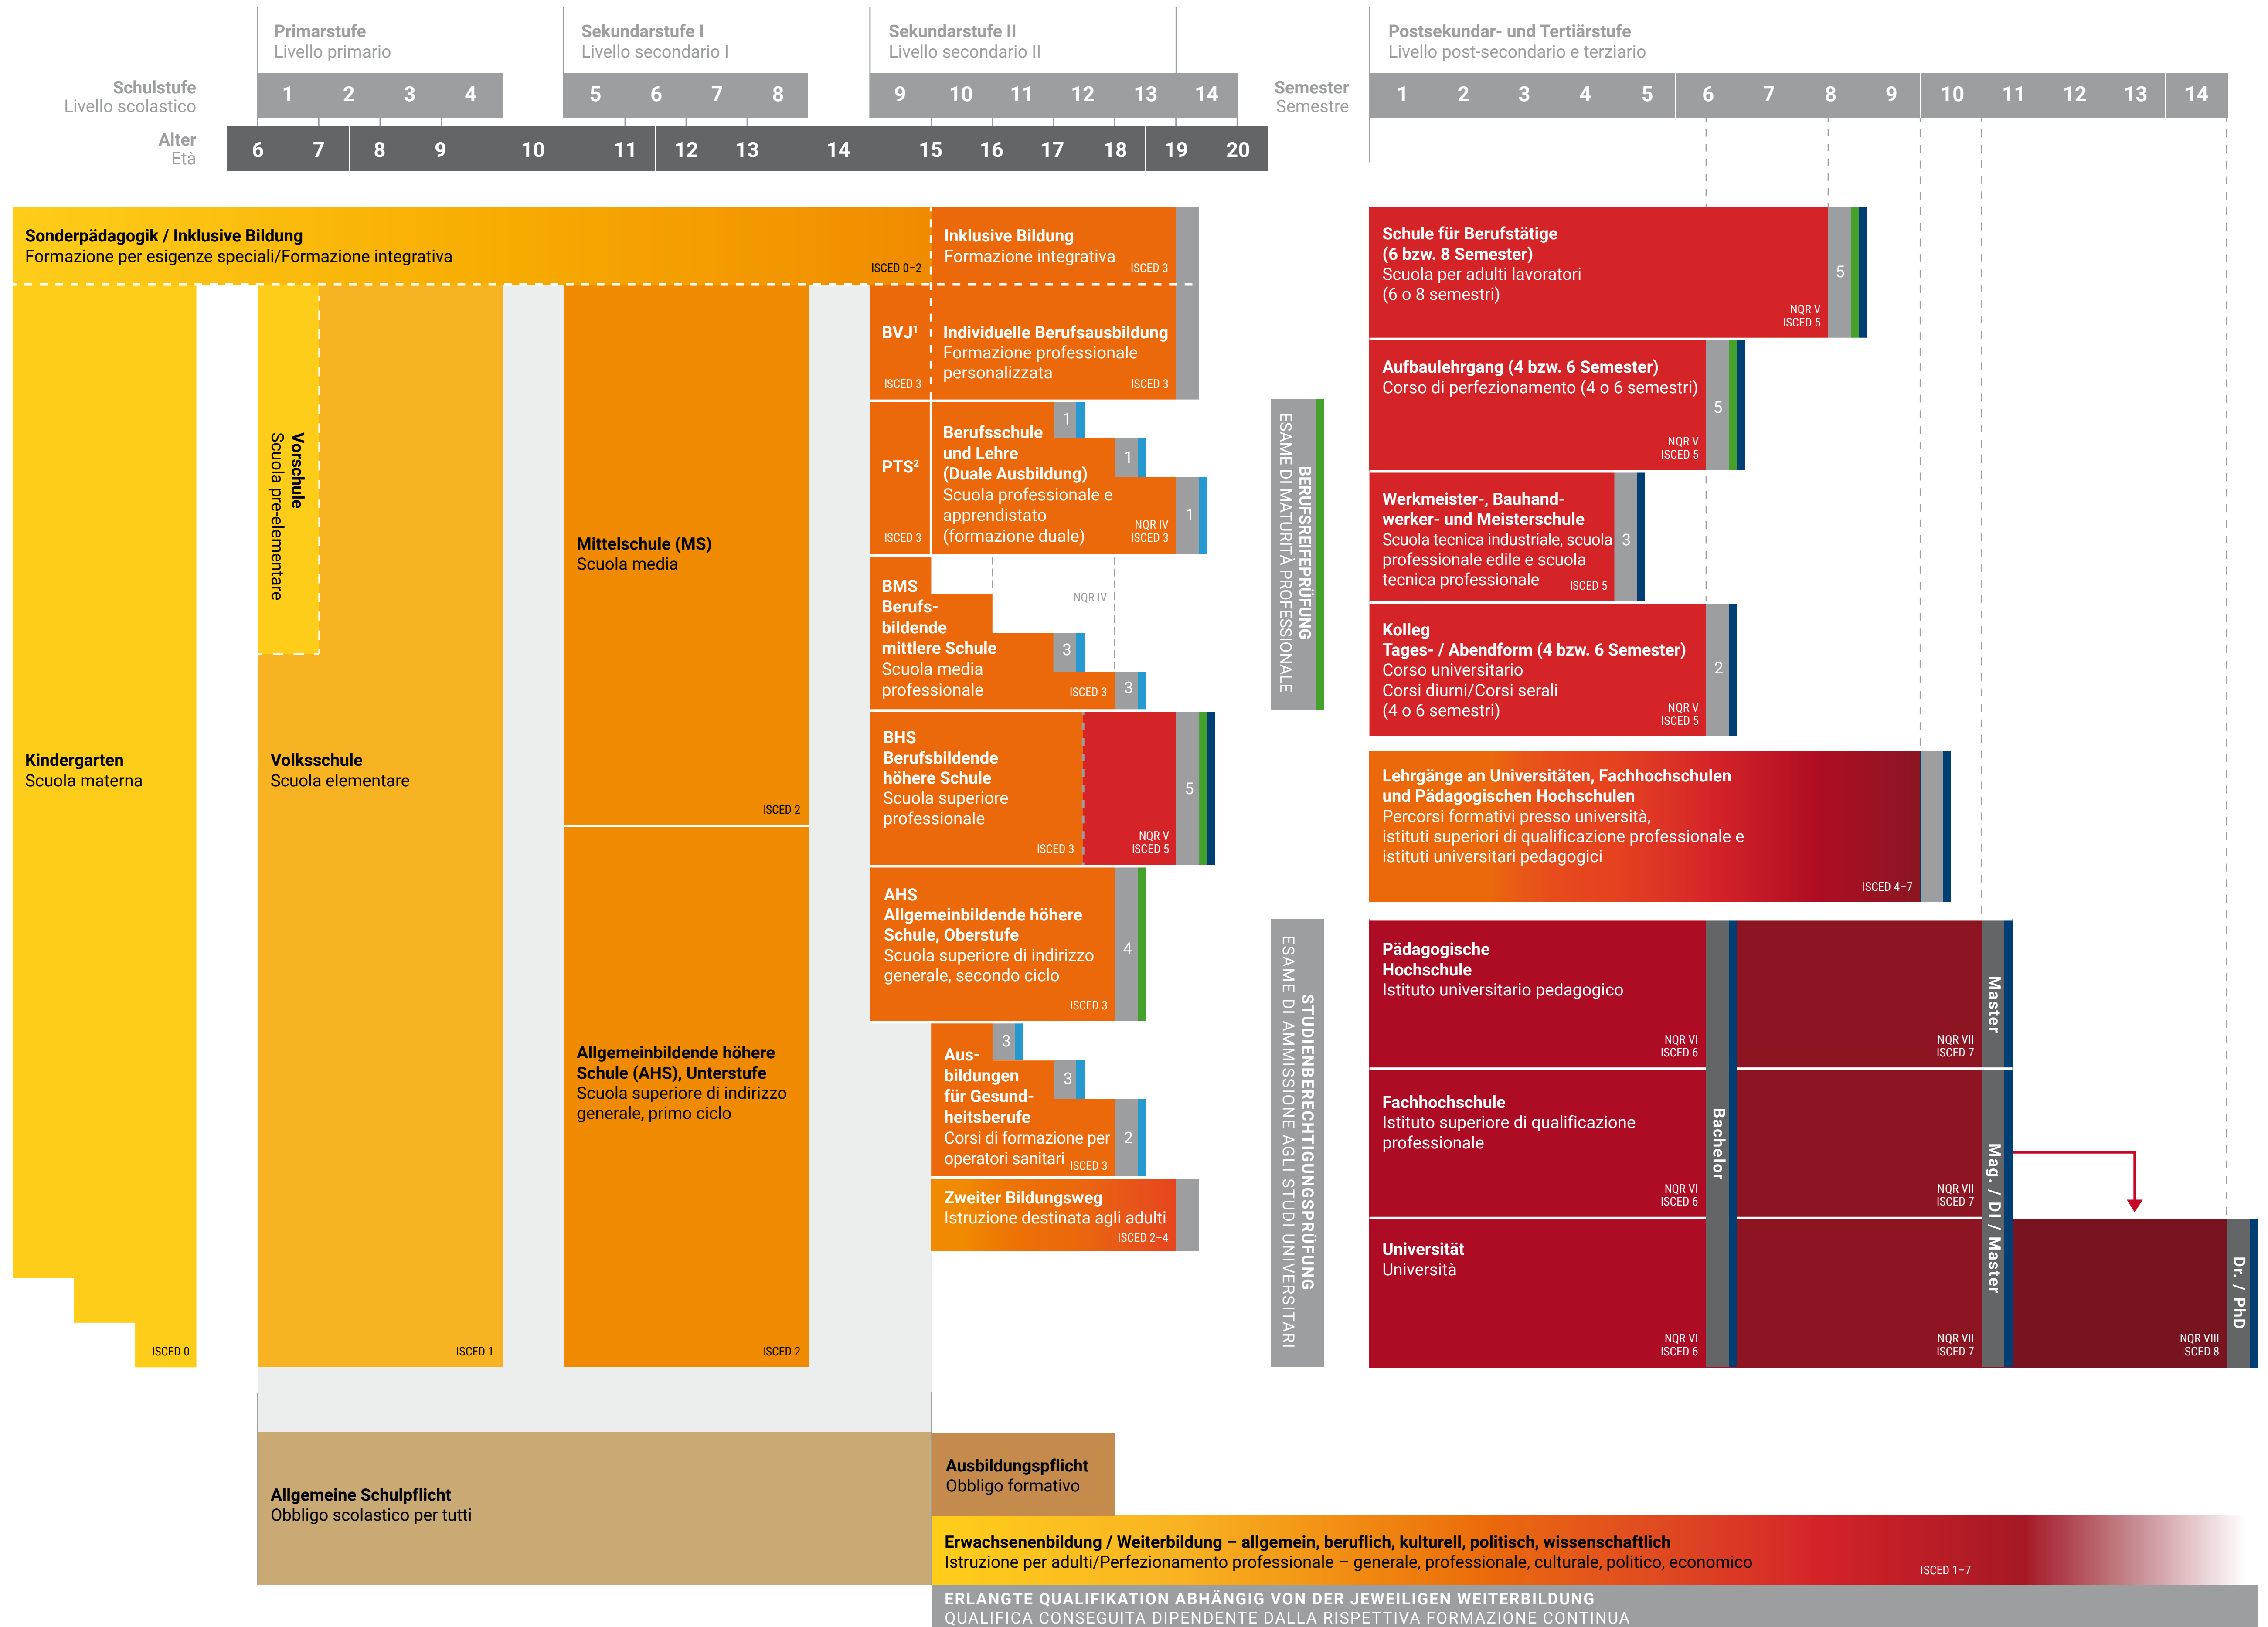 Primarstufe
Livello primario
Sekundarstufe I
Livello secondario I
Sekundarstufe II
Livello secondario II
Postsekundar- und Tertiärstufe
Livello post-secondario e terziario
Schulstufe
Livello scolastico
1 2 3 4 5 6 7 8 9 10 11 12 13 14
Semester
Semestre
1 2 3 4 5 6 7 8 9 10 11 12 13 14
Alter
Età
6 7 8 9 10 11 12 13 14 15 16 17 18 19 20
Sonderpädagogik / Inklusive Bildung
Formazione per esigenze speciali/Formazione integrativa
ISCED 0–2
Inklusive Bildung
Formazione integrativa
ISCED 3
Kindergarten
Scuola materna
ISCED 0
Vorschule
Scuola pre-elementare
Volksschule
Scuola elementare
ISCED 1
Mittelschule (MS)
Scuola media
ISCED 2
Allgemeinbildende höhere
Schule (AHS), Unterstufe
Scuola superiore di indirizzo
generale, primo ciclo
ISCED 2
BVJ¹
ISCED 3
Individuelle Berufsausbildung
Formazione professionale
personalizzata
ISCED 3
PTS²
ISCED 3
Berufsschule
und Lehre
(Duale Ausbildung)
Scuola professionale e
apprendistato
(formazione duale)
NQR IV
ISCED 3
1
1
1
BMS
Berufs-
bildende
mittlere Schule
Scuola media
professionale
ISCED 3
NQR IV
3
3
BHS
Berufsbildende
höhere Schule
Scuola superiore
professionale
ISCED 3
NQR V
ISCED 5
5
AHS
Allgemeinbildende höhere
Schule, Oberstufe
Scuola superiore di indirizzo
generale, secondo ciclo
ISCED 3
4
Aus-
bildungen
für Gesund-
heitsberufe
Corsi di formazione per
operatori sanitari
ISCED 3
3
3
2
Zweiter Bildungsweg
Istruzione destinata agli adulti
ISCED 2–4
BERUFSREIFEPRÜFUNG
ESAME DI MATURITÀ PROFESSIONALE
STUDIENBERECHTIGUNGSPRÜFUNG
ESAME DI AMMISSIONE AGLI STUDI UNIVERSITARI
Schule für Berufstätige
(6 bzw. 8 Semester)
Scuola per adulti lavoratori
(6 o 8 semestri)
NQR V
ISCED 5
5
Aufbaulehrgang (4 bzw. 6 Semester)
Corso di perfezionamento (4 o 6 semestri)
NQR V
ISCED 5
5
Werkmeister-, Bauhand-
werker- und Meisterschule
Scuola tecnica industriale, scuola
professionale edile e scuola
tecnica professionale
ISCED 5
3
Kolleg
Tages- / Abendform (4 bzw. 6 Semester)
Corso universitario
Corsi diurni/Corsi serali
(4 o 6 semestri)
NQR V
ISCED 5
2
Lehrgänge an Universitäten, Fachhochschulen
und Pädagogischen Hochschulen
Percorsi formativi presso università,
istituti superiori di qualificazione professionale e
istituti universitari pedagogici
ISCED 4–7
Pädagogische
Hochschule
Istituto universitario pedagogico
NQR VI
ISCED 6
NQR VII
ISCED 7
Master
Fachhochschule
Istituto superiore di qualificazione
professionale
NQR VI
ISCED 6
Bachelor
NQR VII
ISCED 7
Mag. / DI / Master
Universität
Università
NQR VI
ISCED 6
NQR VII
ISCED 7
NQR VIII
ISCED 8
Dr. / PhD
Allgemeine Schulpflicht
Obbligo scolastico per tutti
Ausbildungspflicht
Obbligo formativo
Erwachsenenbildung / Weiterbildung – allgemein, beruflich, kulturell, politisch, wissenschaftlich
Istruzione per adulti/Perfezionamento professionale – generale, professionale, culturale, politico, economico
ISCED 1–7
ERLANGTE QUALIFIKATION ABHÄNGIG VON DER JEWEILIGEN WEITERBILDUNG
QUALIFICA CONSEGUITA DIPENDENTE DALLA RISPETTIVA FORMAZIONE CONTINUA